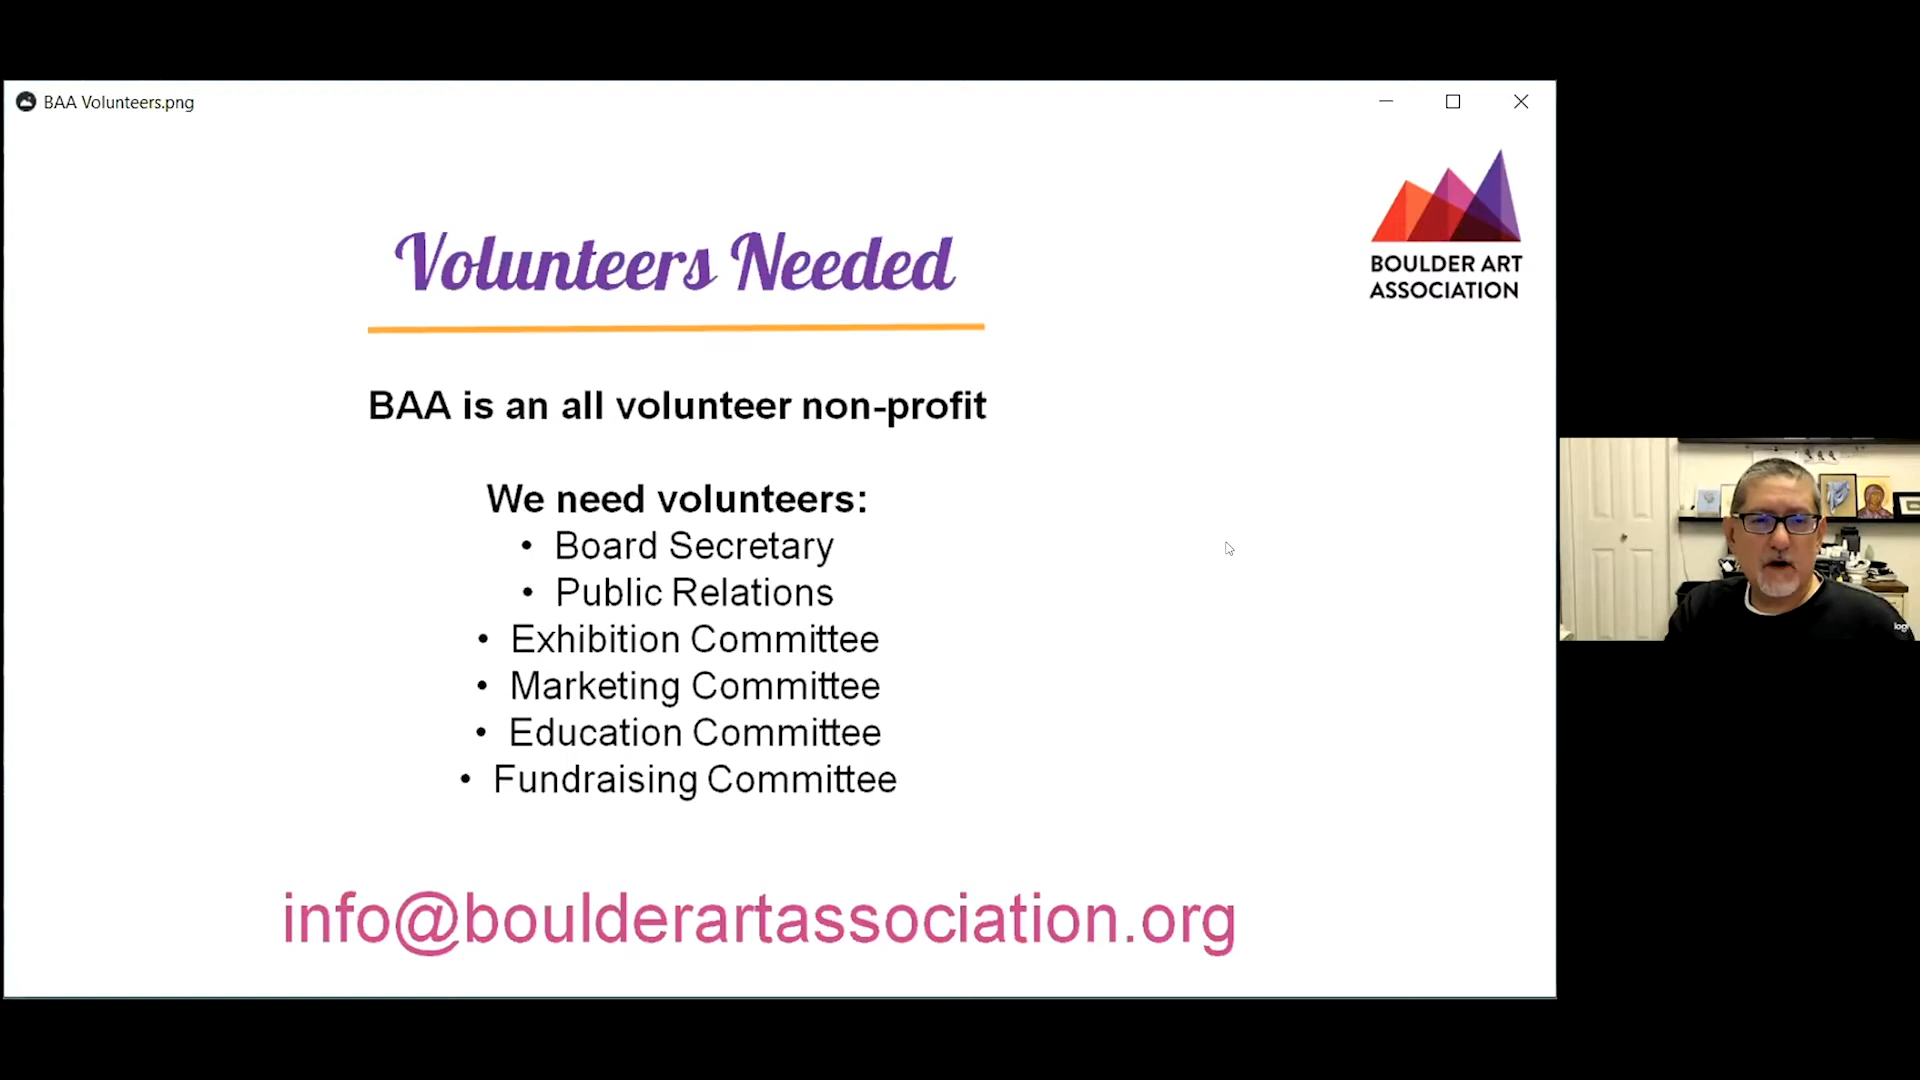 BAA Volunteers.png
BOULDER ART
ASSOCIATION
Volunteers Needed
BAA is an all volunteer non-profit
We need volunteers:
• Board Secretary
• Public Relations
• Exhibition Committee
• Marketing Committee
• Education Committee
• Fundraising Committee
info@boulderartassociation.org
logi